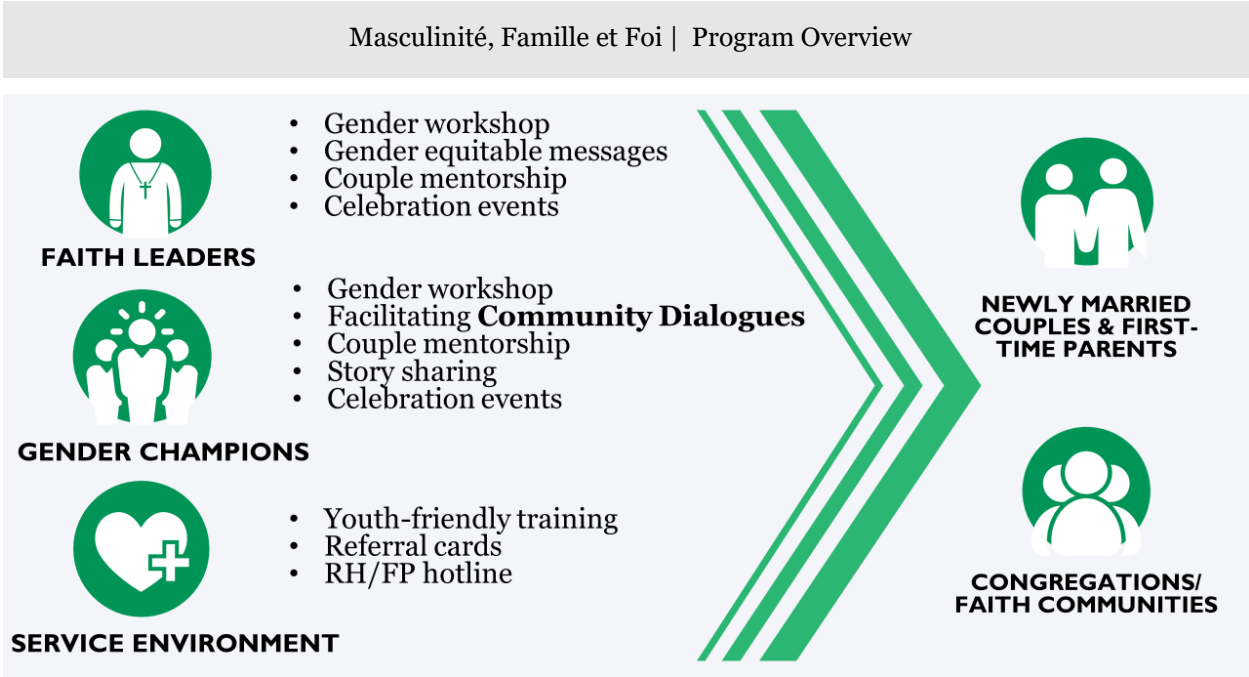 Masculinité, Famille et Foi | Program Overview
• Gender workshop
• Gender equitable messages
• Couple mentorship
• Celebration events
FAITH LEADERS
• Gender workshop
• Facilitating Community Dialogues
• Couple mentorship
• Story sharing
• Celebration events
GENDER CHAMPIONS
• Youth-friendly training
• Referral cards
• RH/FP hotline
SERVICE ENVIRONMENT
NEWLY MARRIED
COUPLES & FIRST-
TIME PARENTS
CONGREGATIONS/
FAITH COMMUNITIES